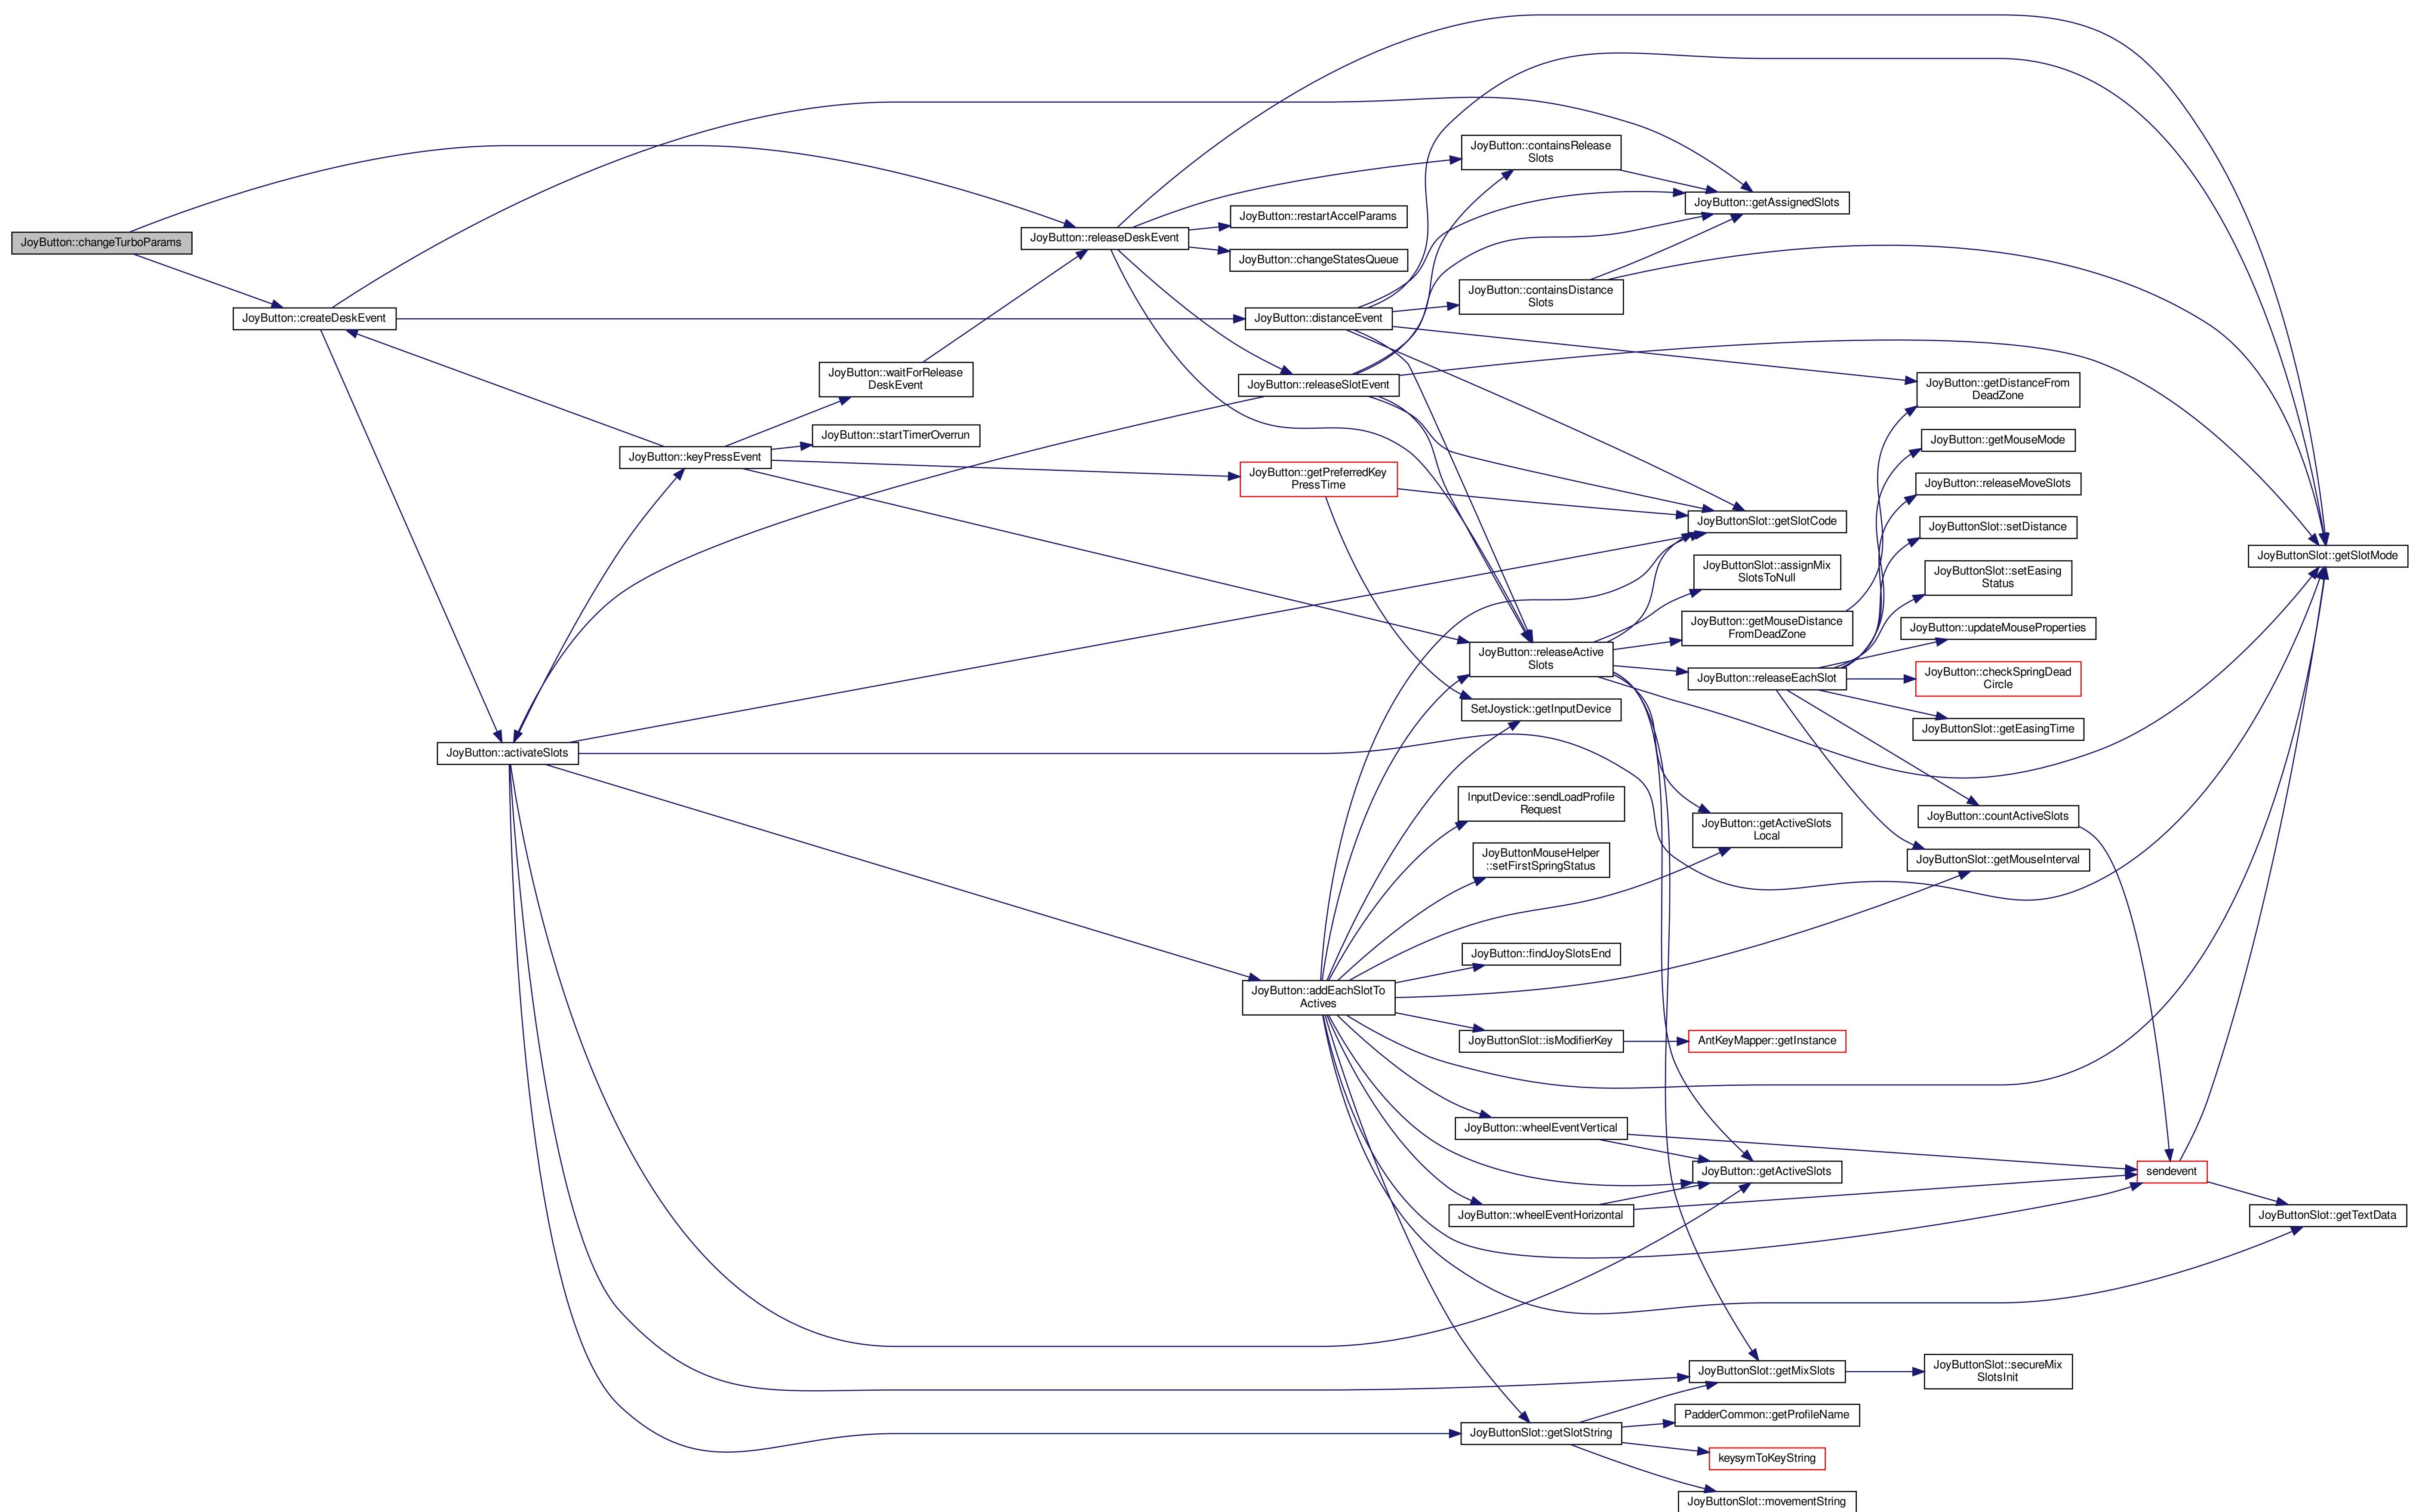 JoyButton::changeTurboParams
JoyButton::createDeskEvent
JoyButton::activateSlots
JoyButton::keyPressEvent
JoyButton::waitForRelease
DeskEvent
JoyButton::startTimerOverrun
JoyButton::releaseDeskEvent
JoyButton::restartAccelParams
JoyButton::changeStatesQueue
JoyButton::distanceEvent
JoyButton::releaseSlotEvent
JoyButton::getPreferredKey
PressTime
JoyButton::addEachSlotTo
Actives
JoyButton::containsRelease
Slots
JoyButton::containsDistance
Slots
JoyButton::releaseActive
Slots
SetJoystick::getInputDevice
InputDevice::sendLoadProfile
Request
JoyButtonMouseHelper
::setFirstSpringStatus
JoyButton::findJoySlotsEnd
JoyButtonSlot::isModifierKey
JoyButton::wheelEventVertical
JoyButton::wheelEventHorizontal
JoyButtonSlot::getSlotString
JoyButton::getAssignedSlots
JoyButtonSlot::getSlotCode
JoyButtonSlot::assignMix
SlotsToNull
JoyButton::getMouseDistance
FromDeadZone
JoyButton::releaseEachSlot
JoyButton::getActiveSlots
Local
AntKeyMapper::getInstance
JoyButton::getActiveSlots
JoyButtonSlot::getMixSlots
PadderCommon::getProfileName
keysymToKeyString
JoyButtonSlot::movementString
JoyButton::getDistanceFrom
DeadZone
JoyButton::getMouseMode
JoyButton::releaseMoveSlots
JoyButtonSlot::setDistance
JoyButtonSlot::setEasing
Status
JoyButton::updateMouseProperties
JoyButton::checkSpringDead
Circle
JoyButtonSlot::getEasingTime
JoyButton::countActiveSlots
JoyButtonSlot::getMouseInterval
JoyButtonSlot::secureMix
SlotsInit
sendevent
JoyButtonSlot::getSlotMode
JoyButtonSlot::getTextData